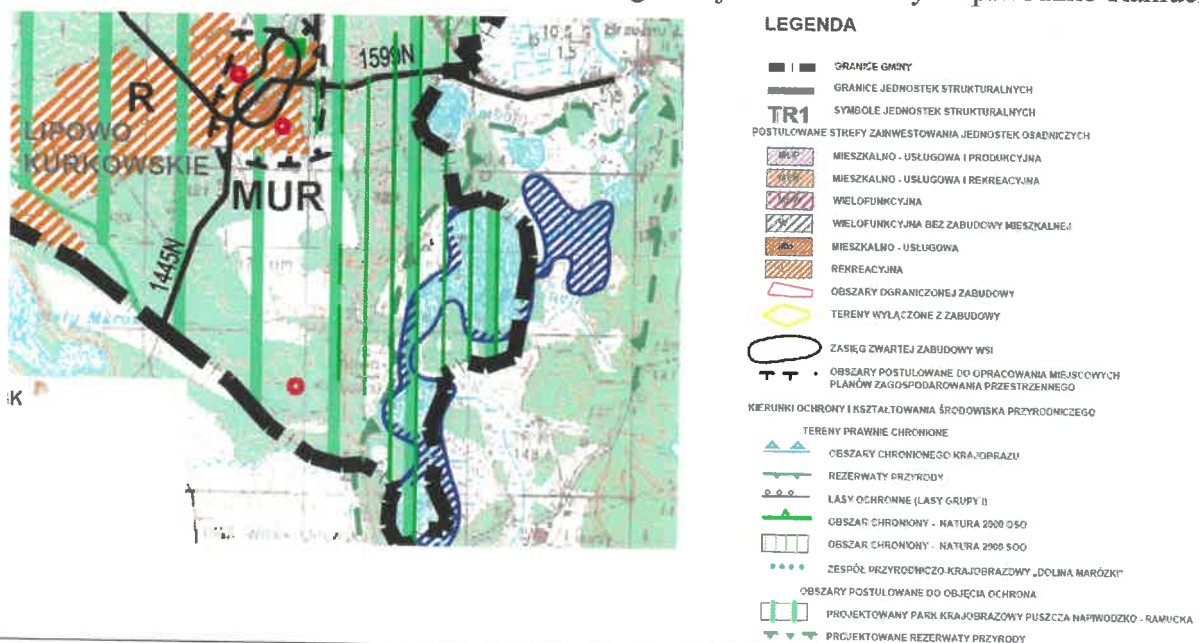 1599N
R
LIPOWO
KURKOWSKIE
MUR
1445N
K
LEGENDA
GRANICE GMINY
GRANICE JEDNOSTEK STRUKTURALNYCH
TR1 SYMBOLE JEDNOSTEK STRUKTURALNYCH
POSTULOWANE STREFY ZAINWESTOWANIA JEDNOSTEK OSADNICZYCH
MIESZKALNO - USŁUGOWA I PRODUKCYJNA
MIESZKALNO - USŁUGOWA I REKREACYJNA
WIELOFUNKCYJNA
WIELOFUNKCYJNA BEZ ZABUDOWY MIESZKALNEJ
MIESZKALNO - USŁUGOWA
REKREACYJNA
OBSZARY OGRANICZONEJ ZABUDOWY
TERENY WYŁĄCZONE Z ZABUDOWY
ZASIĘG ZWARTEJ ZABUDOWY WSI
OBSZARY POSTULOWANE DO OPRACOWANIA MIEJSCOWYCH
PLANÓW ZAGOSPODAROWANIA PRZESTRZENNEGO
KIERUNKI OCHRONY I KSZTAŁTOWANIA ŚRODOWISKA PRZYRODNICZEGO
TERENY PRAWNIE CHRONIONE
OBSZARY CHRONIONEGO KRAJOBRAZU
REZERWATY PRZYRODY
LASY OCHRONNE (LASY GRUPY I)
OBSZAR CHRONIONY - NATURA 2000 OSO
OBSZAR CHRONIONY - NATURA 2000 SOO
ZESPÓŁ PRZYRODNICZO-KRAJOBRAZOWY „DOLINA MARÓZKI"
OBSZARY POSTULOWANE DO OBJĘCIA OCHRONA
PROJEKTOWANY PARK KRAJOBRAZOWY PUSZCZA NAPIWODZKO - RAMUCKA
PROJEKTOWANE REZERWATY PRZYRODY